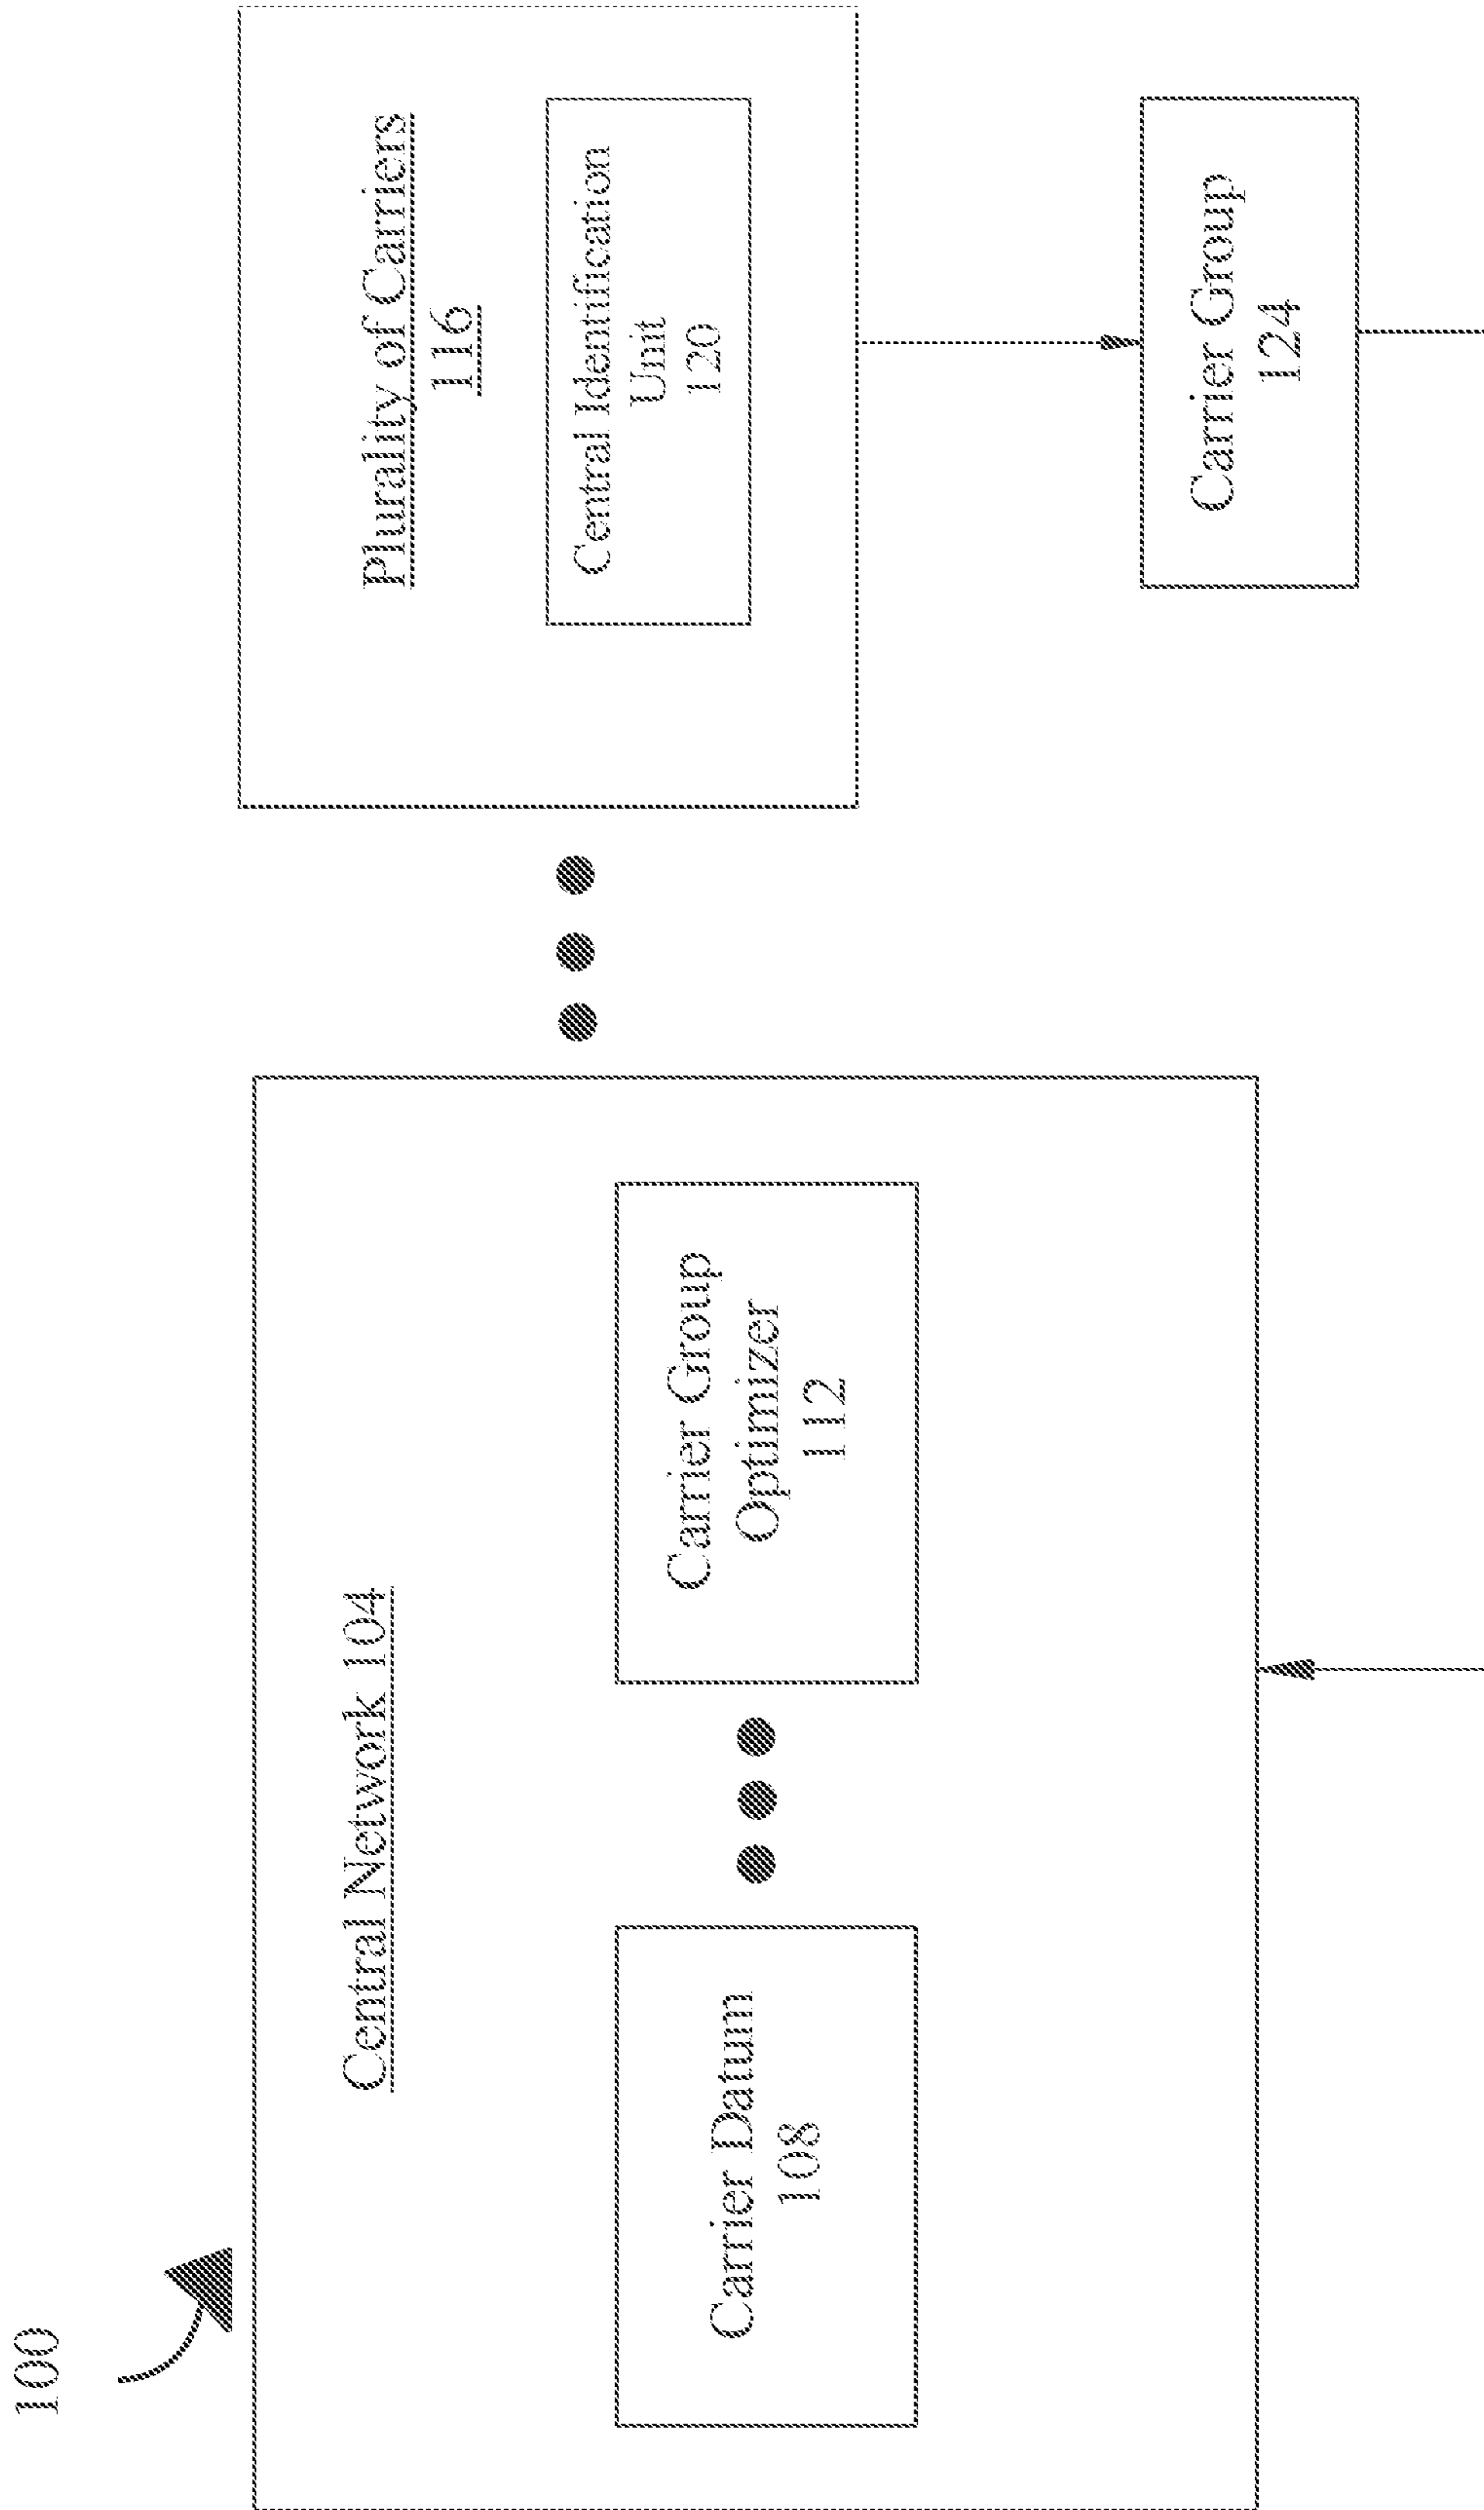 100
Central Network 104
Carrier Datum
108
Carrier Group
Optimizer
112
Plurality of Carriers
116
Central Identification
Unit
120
Carrier Group
124